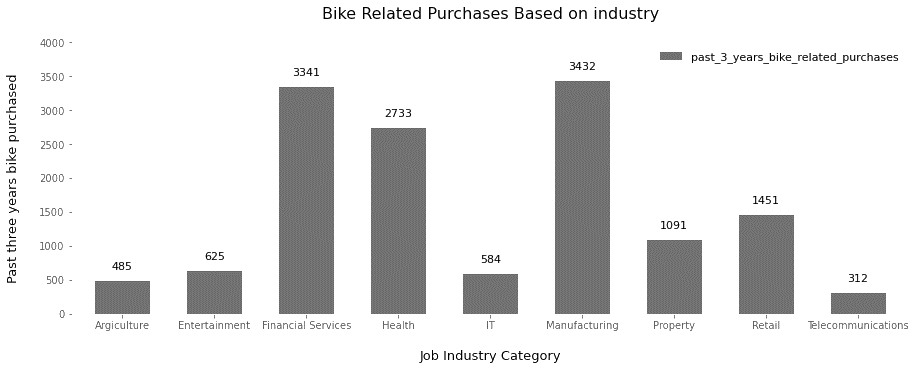 Bike Related Purchases Based on industry
past_3_years_bike_related_purchases
Past three years bike purchased
4000
3500
3000
2500
2000
1500
1000
500
0
485
625
3341
2733
584
3432
1091
1451
312
Argiculture
Entertainment
Financial Services
Health
IT
Manufacturing
Property
Retail
Telecommunications
Job Industry Category